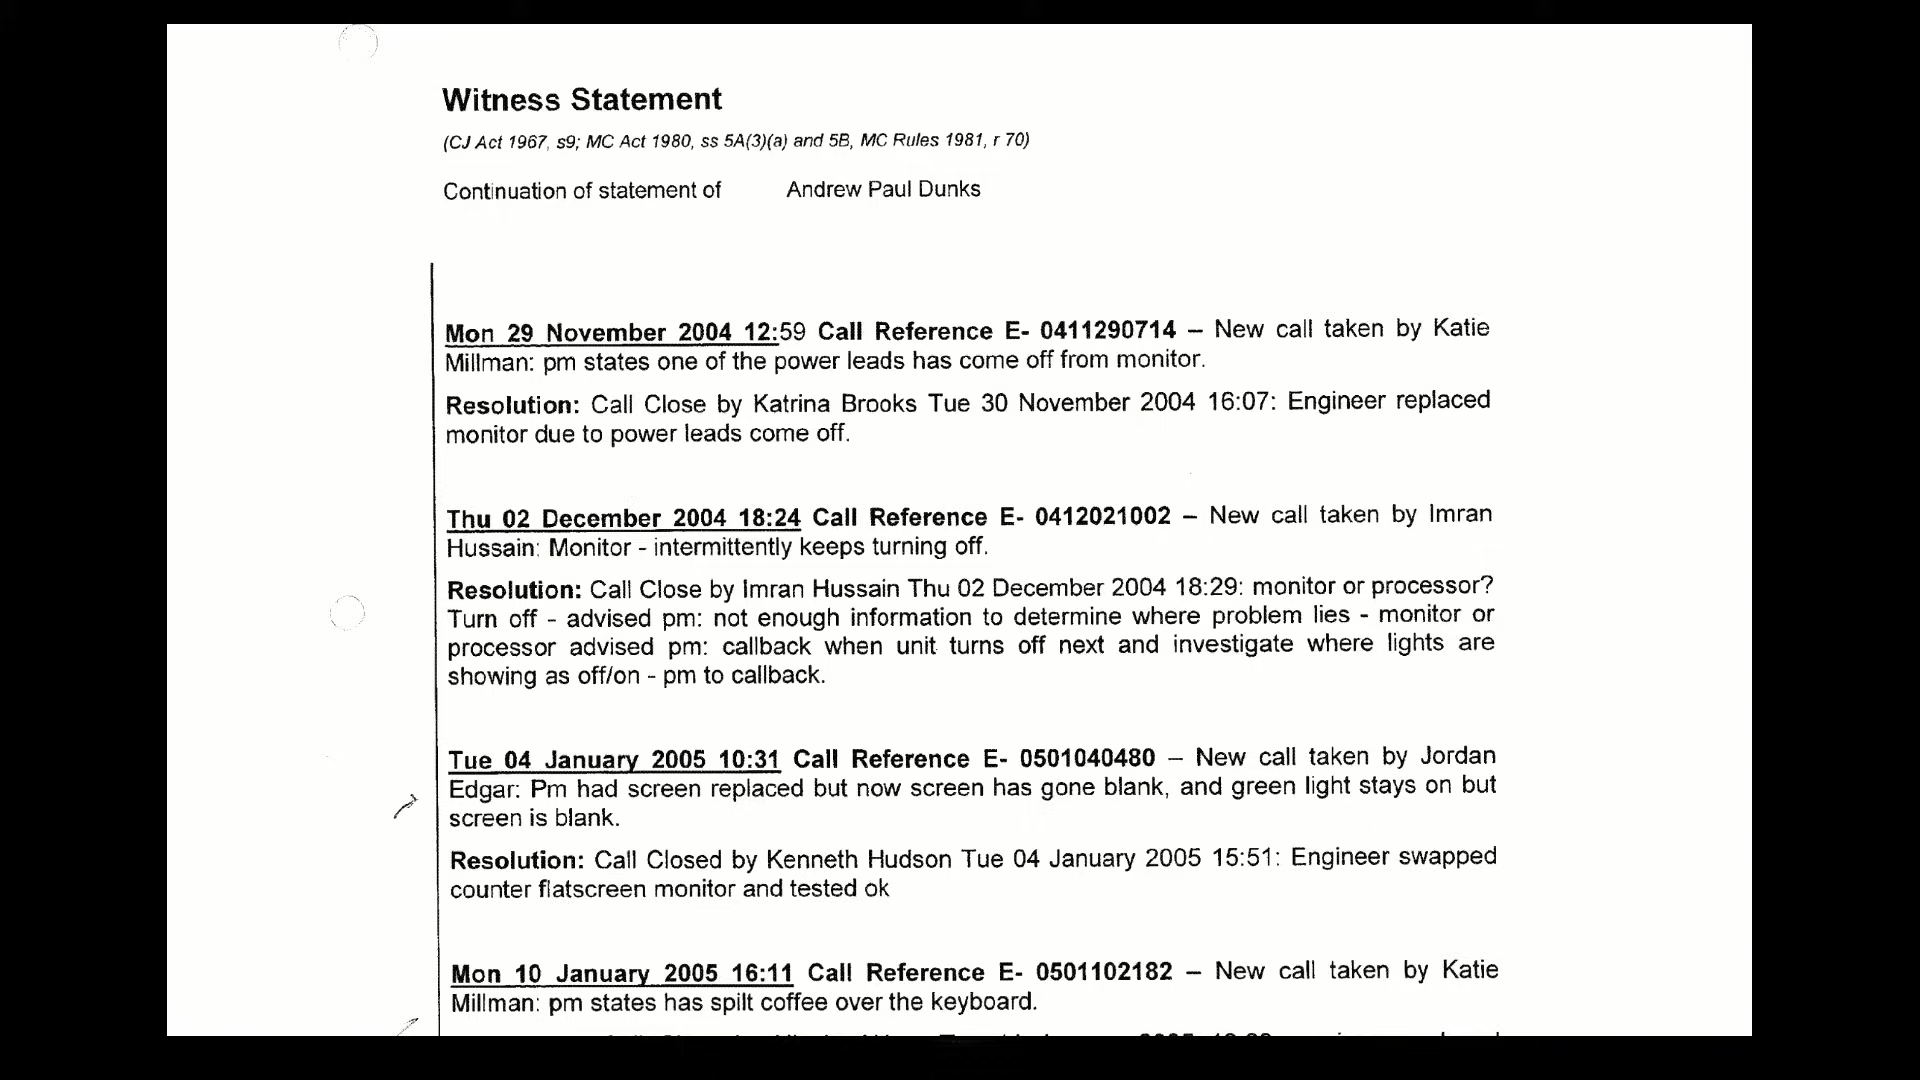 Witness Statement
(CJ Act 1967, s9; MC Act 1980, ss 5A(3)(a) and 5B, MC Rules 1981, r 70)
Continuation of statement of Andrew Paul Dunks
Mon 29 November 2004 12:59 Call Reference E- 0411290714 – New call taken by Katie
Millman: pm states one of the power leads has come off from monitor.
Resolution: Call Close by Katrina Brooks Tue 30 November 2004 16:07: Engineer replaced
monitor due to power leads come off.
Thu 02 December 2004 18:24 Call Reference E- 0412021002 – New call taken by Imran
Hussain: Monitor - intermittently keeps turning off.
Resolution: Call Close by Imran Hussain Thu 02 December 2004 18:29: monitor or processor?
Turn off - advised pm: not enough information to determine where problem lies - monitor or
processor advised pm: callback when unit turns off next and investigate where lights are
showing as off/on - pm to callback.
Tue 04 January 2005 10:31 Call Reference E- 0501040480 – New call taken by Jordan
Edgar: Pm had screen replaced but now screen has gone blank, and green light stays on but
screen is blank.
Resolution: Call Closed by Kenneth Hudson Tue 04 January 2005 15:51: Engineer swapped
counter flatscreen monitor and tested ok
Mon 10 January 2005 16:11 Call Reference E- 0501102182 – New call taken by Katie
Millman: pm states has spilt coffee over the keyboard.